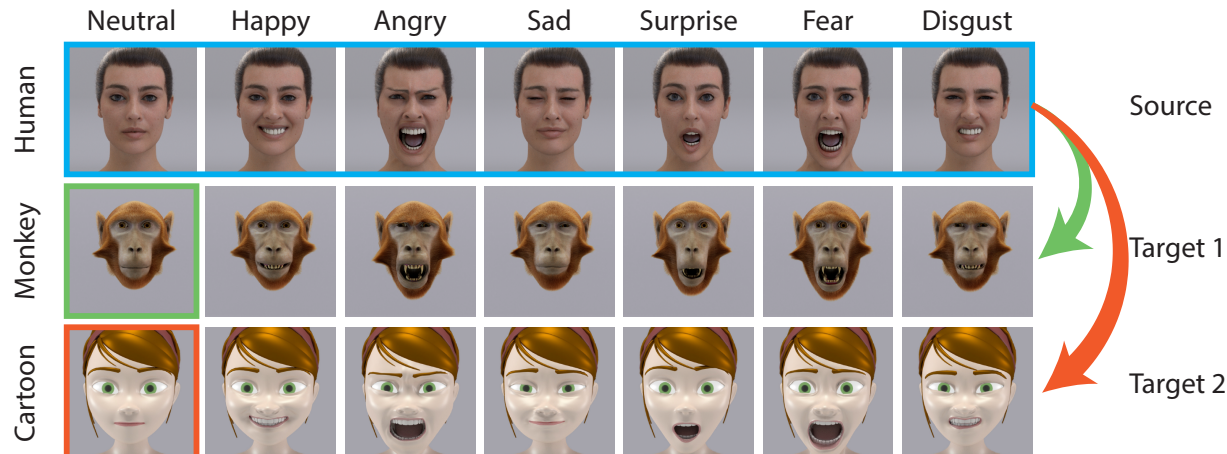 Neutral Happy Angry Sad Surprise Fear Disgust
Human
Source
Monkey
Target 1
Cartoon
Target 2